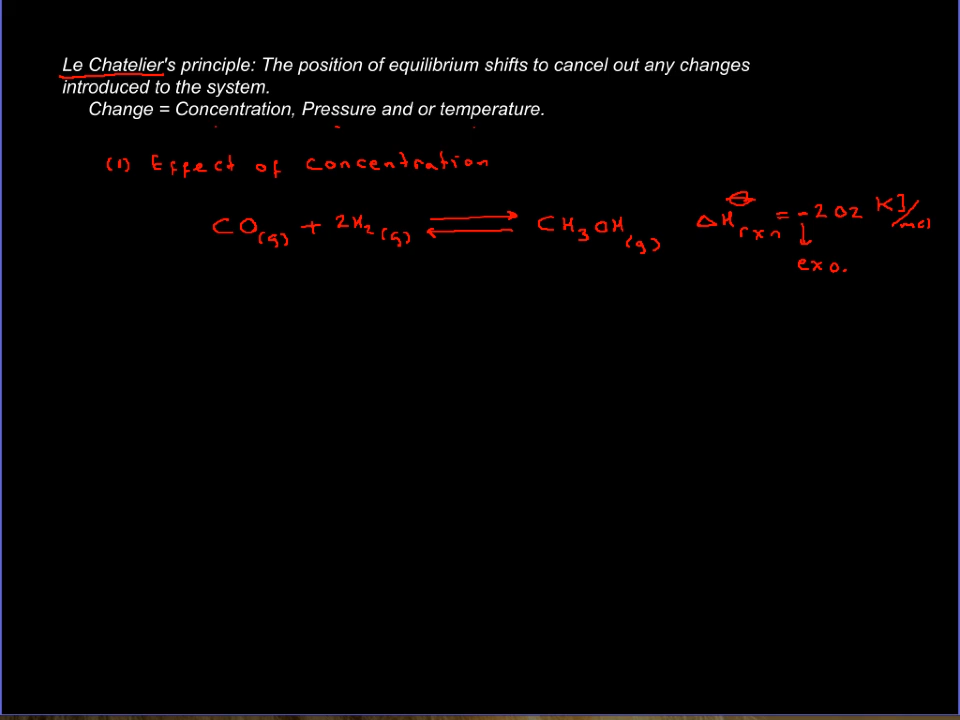 Le Chatelier's principle: The position of equilibrium shifts to cancel out any changes
introduced to the system.
Change = Concentration, Pressure and or temperature.
(1) Effect of concentration
CO(g) + 2H₂(g) ⇌ CH₃OH(g) ΔH⦵rxn = -202 KJ/mol
↓
exo.